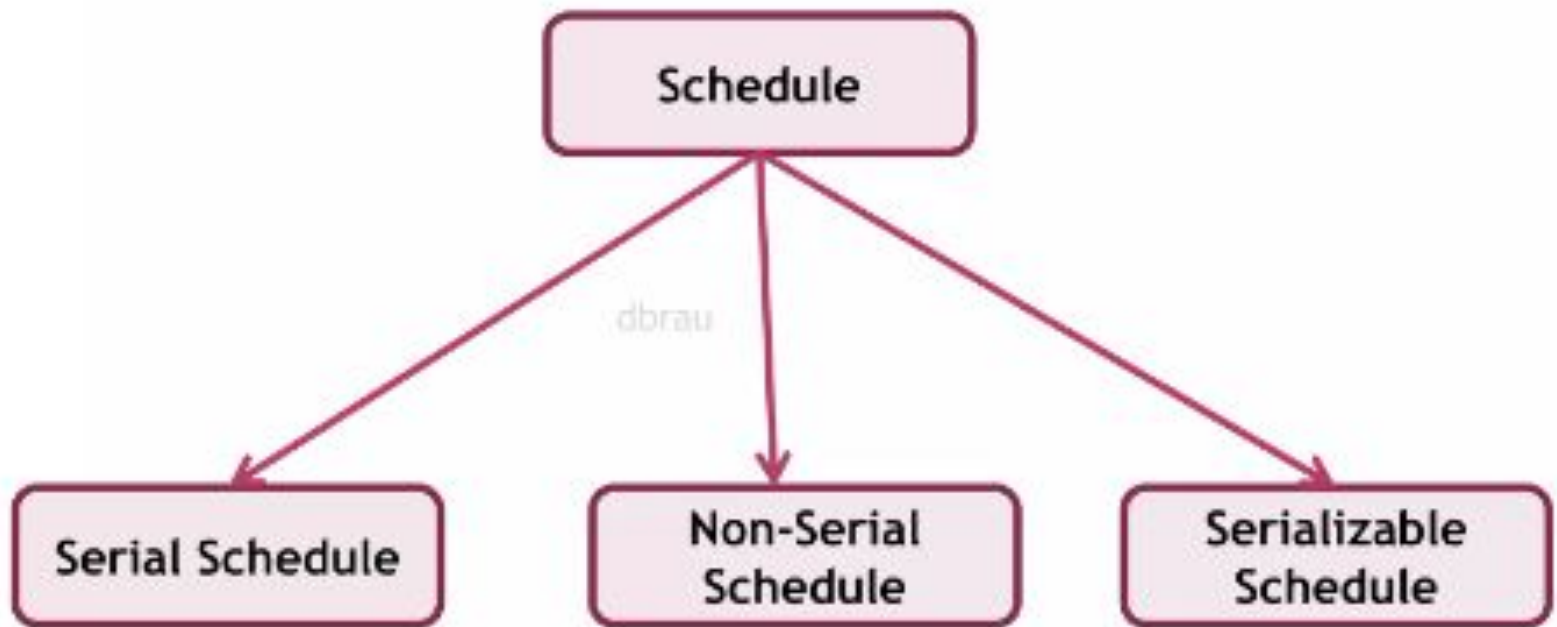 Schedule
dbrau
Serial Schedule
Non-Serial
Schedule
Serializable
Schedule